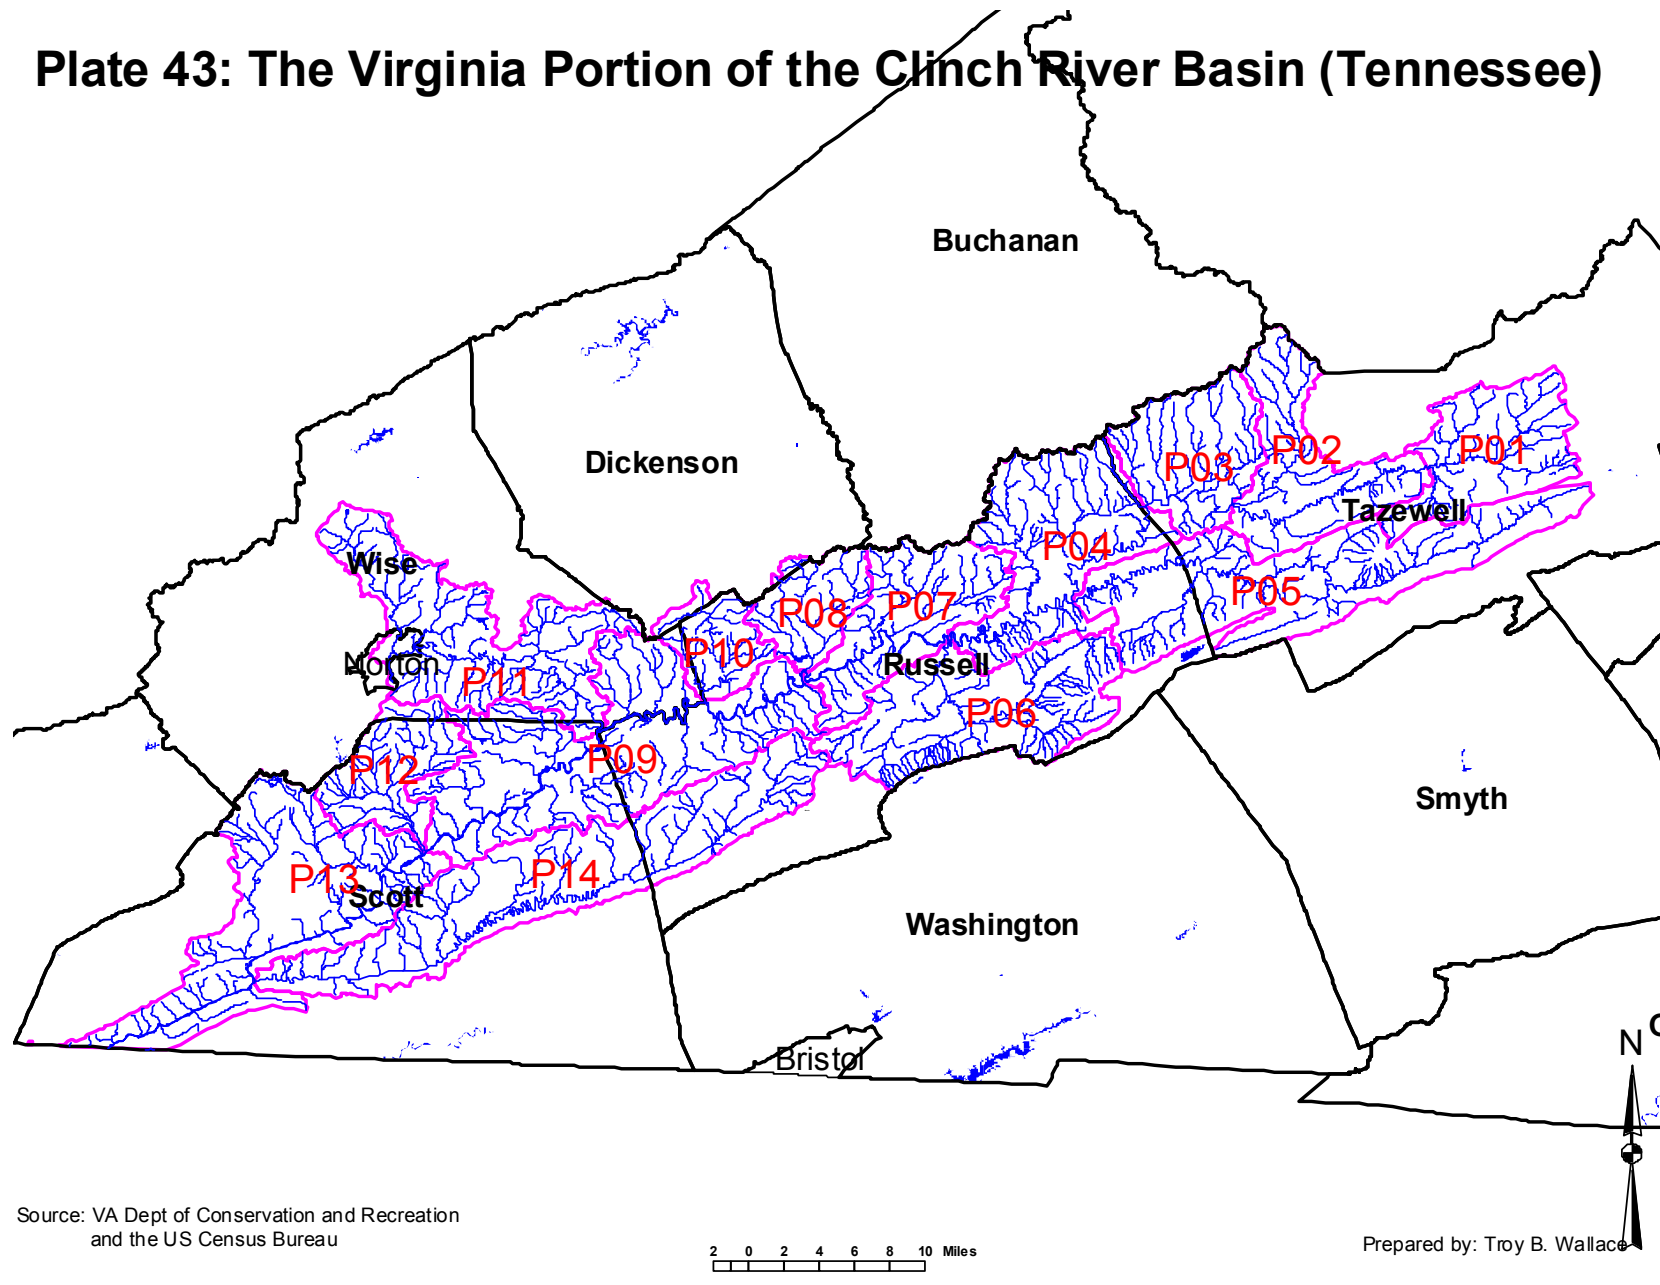 Plate 43: The Virginia Portion of the Clinch River Basin (Tennessee)
Buchanan
Dickenson
P03
P02
P01
Tazewell
P04
Wise
P05
P08
P07
Norton
P10
Russell
P11
P06
P12
P09
Smyth
P13
Scott
P14
Washington
Bristol
N
Source: VA Dept of Conservation and Recreation
and the US Census Bureau
2 0 2 4 6 8 10 Miles
Prepared by: Troy B. Wallace